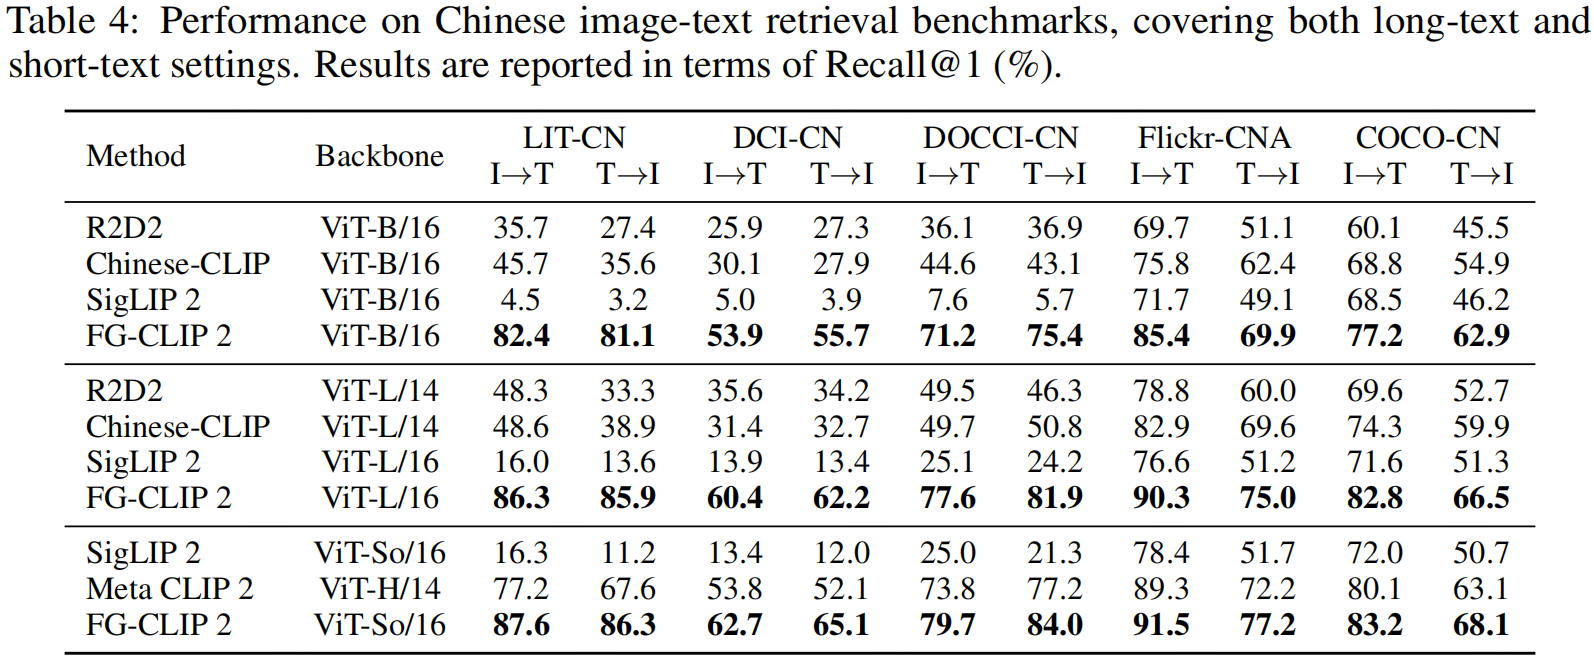 Table 4: Performance on Chinese image-text retrieval benchmarks, covering both long-text and
short-text settings. Results are reported in terms of Recall@1 (%).
Method Backbone LIT-CN DCI-CN DOCCI-CN Flickr-CNA COCO-CN
I→T T→I I→T T→I I→T T→I I→T T→I I→T T→I
R2D2 ViT-B/16 35.7 27.4 25.9 27.3 36.1 36.9 69.7 51.1 60.1 45.5
Chinese-CLIP ViT-B/16 45.7 35.6 30.1 27.9 44.6 43.1 75.8 62.4 68.8 54.9
SigLIP 2 ViT-B/16 4.5 3.2 5.0 3.9 7.6 5.7 71.7 49.1 68.5 46.2
FG-CLIP 2 ViT-B/16 82.4 81.1 53.9 55.7 71.2 75.4 85.4 69.9 77.2 62.9
R2D2 ViT-L/14 48.3 33.3 35.6 34.2 49.5 46.3 78.8 60.0 69.6 52.7
Chinese-CLIP ViT-L/14 48.6 38.9 31.4 32.7 49.7 50.8 82.9 69.6 74.3 59.9
SigLIP 2 ViT-L/16 16.0 13.6 13.9 13.4 25.1 24.2 76.6 51.2 71.6 51.3
FG-CLIP 2 ViT-L/16 86.3 85.9 60.4 62.2 77.6 81.9 90.3 75.0 82.8 66.5
SigLIP 2 ViT-So/16 16.3 11.2 13.4 12.0 25.0 21.3 78.4 51.7 72.0 50.7
Meta CLIP 2 ViT-H/14 77.2 67.6 53.8 52.1 73.8 77.2 89.3 72.2 80.1 63.1
FG-CLIP 2 ViT-So/16 87.6 86.3 62.7 65.1 79.7 84.0 91.5 77.2 83.2 68.1